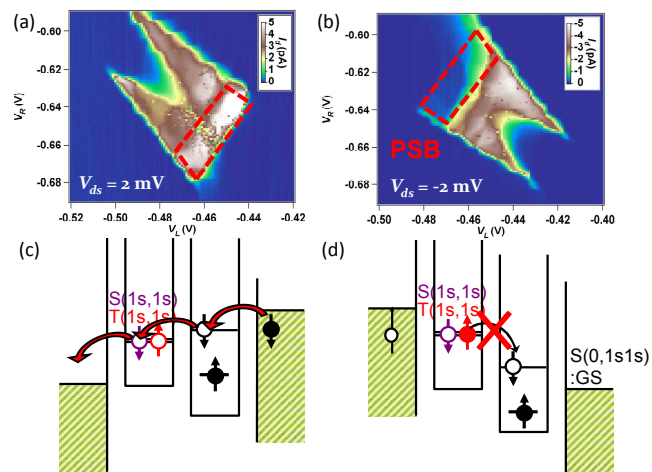 (a)
5
4
3
2
1
0
I_d (pA)
-0.60
-0.62
-0.64
-0.66
-0.68
V_R (V)
V_ds = 2 mV
-0.52
-0.50
-0.48
-0.46
-0.44
-0.42
V_L (V)
(b)
-5
-4
-3
-2
-1
0
I_d (pA)
-0.60
-0.62
-0.64
-0.66
-0.68
V_R (V)
PSB
V_ds = -2 mV
-0.50
-0.48
-0.46
-0.44
-0.42
-0.40
V_L (V)
(c)
S(1s,1s)
T(1s,1s)
(d)
S(1s,1s)
T(1s,1s)
S(0,1s1s)
:GS